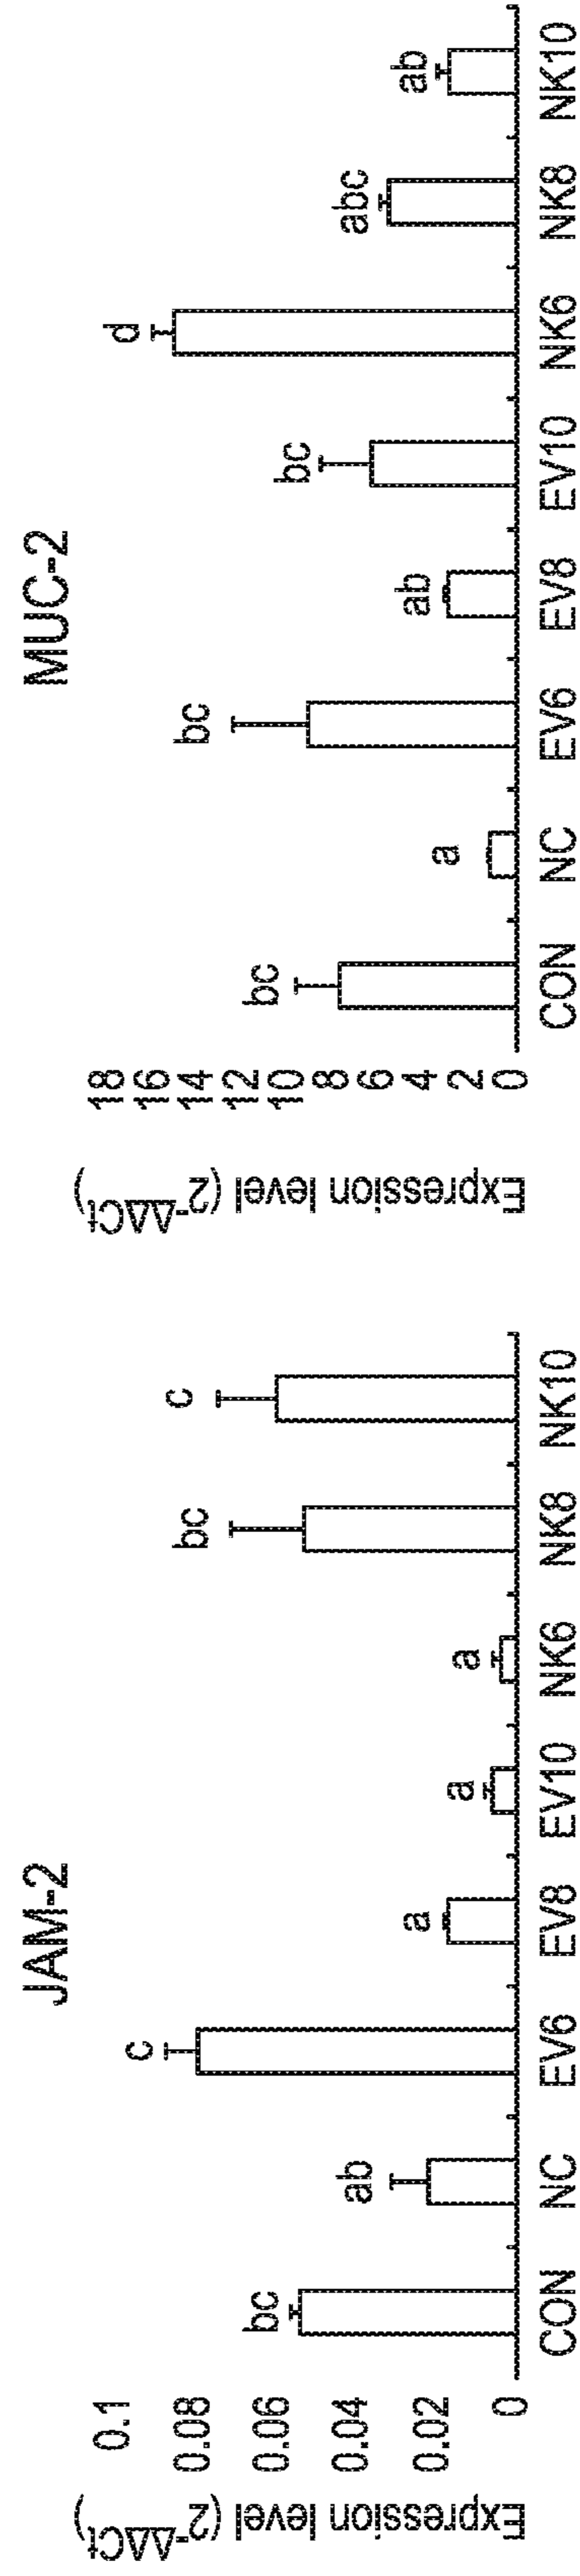 JAM-2
Expression level (2-ΔΔCt)
0.1
0.08
0.06
0.04
0.02
0
bc
ab
c
a
a
a
bc
c
CON NC EV6 EV8 EV10 NK6 NK8 NK10
MUC-2
Expression level (2-ΔΔCt)
18
16
14
12
10
8
6
4
2
0
bc
a
bc
ab
bc
d
abc
ab
CON NC EV6 EV8 EV10 NK6 NK8 NK10